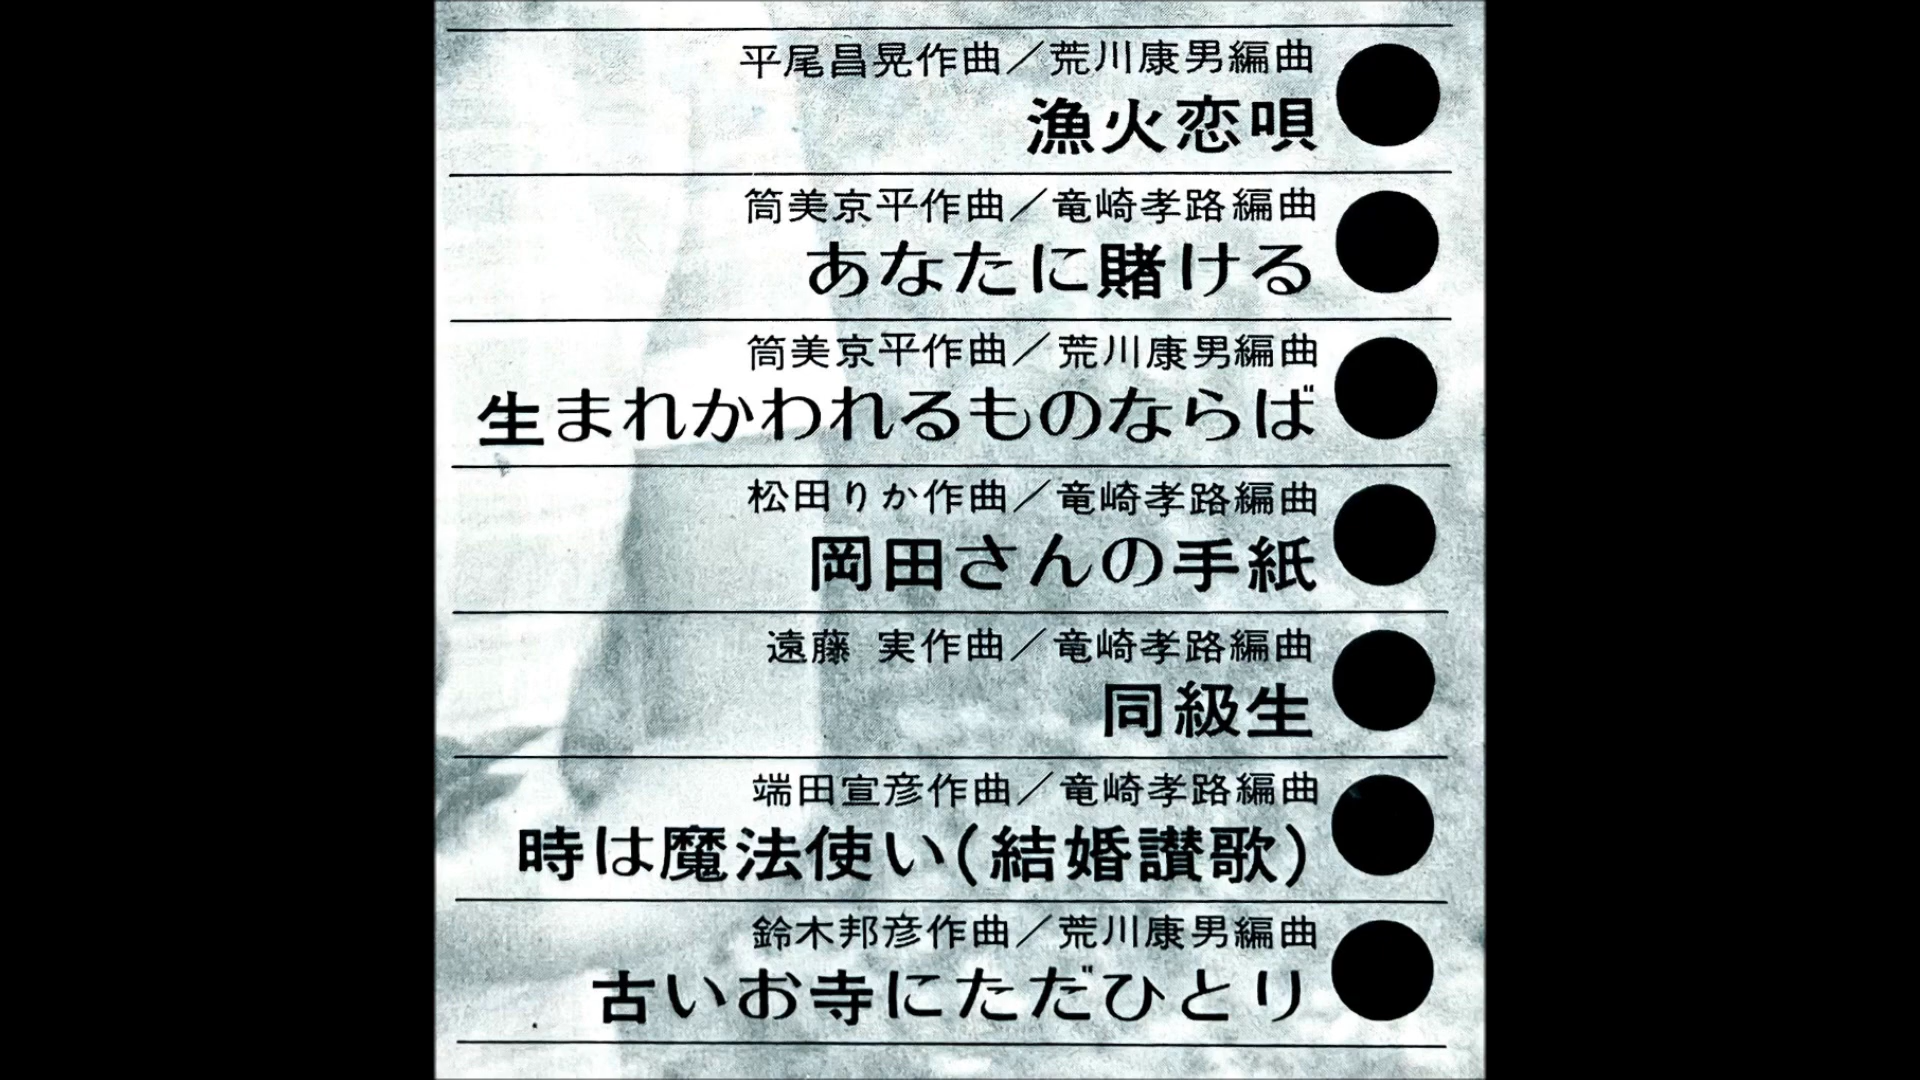 平尾昌晃作曲／荒川康男編曲
漁火恋唄
筒美京平作曲／竜崎孝路編曲
あなたに賭ける
筒美京平作曲／荒川康男編曲
生まれかわれるものならば
松田りか作曲／竜崎孝路編曲
岡田さんの手紙
遠藤 実作曲／竜崎孝路編曲
同級生
端田宣彦作曲／竜崎孝路編曲
時は魔法使い(結婚讃歌)
鈴木邦彦作曲／荒川康男編曲
古いお寺にただひとり